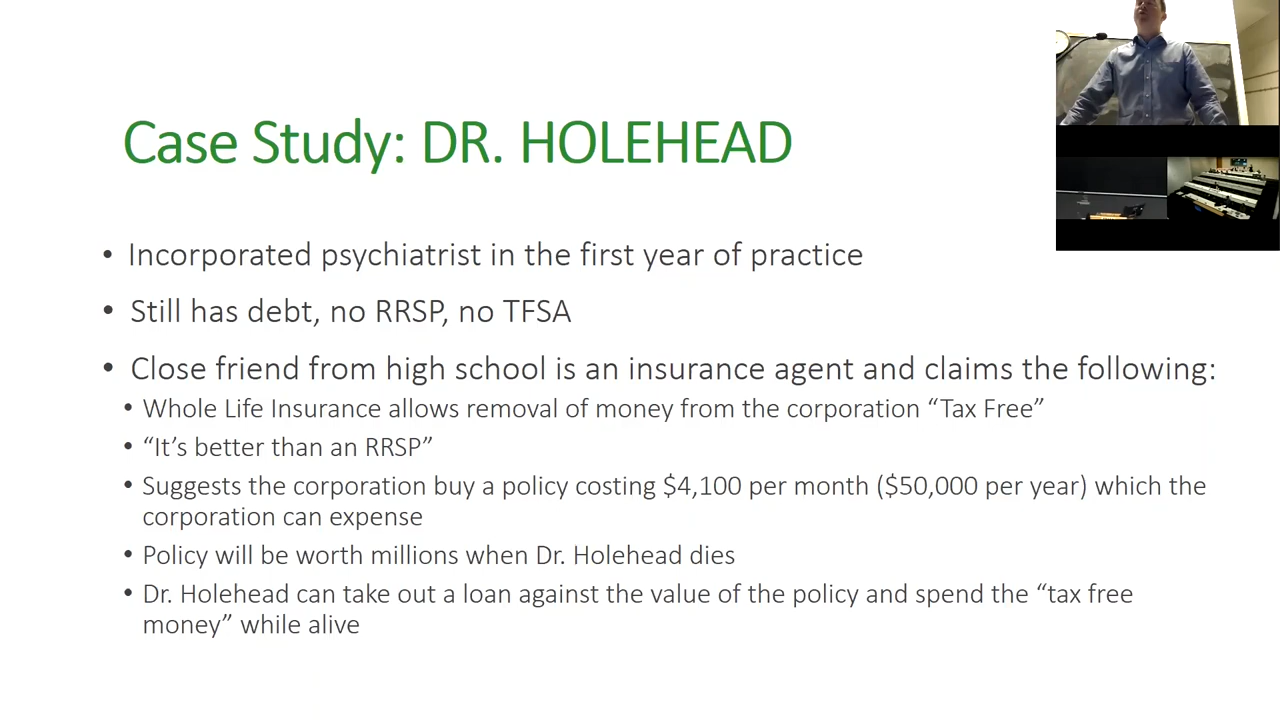 Case Study: DR. HOLEHEAD
• Incorporated psychiatrist in the first year of practice
• Still has debt, no RRSP, no TFSA
• Close friend from high school is an insurance agent and claims the following:
• Whole Life Insurance allows removal of money from the corporation “Tax Free”
• “It’s better than an RRSP”
• Suggests the corporation buy a policy costing $4,100 per month ($50,000 per year) which the
corporation can expense
• Policy will be worth millions when Dr. Holehead dies
• Dr. Holehead can take out a loan against the value of the policy and spend the “tax free
money” while alive